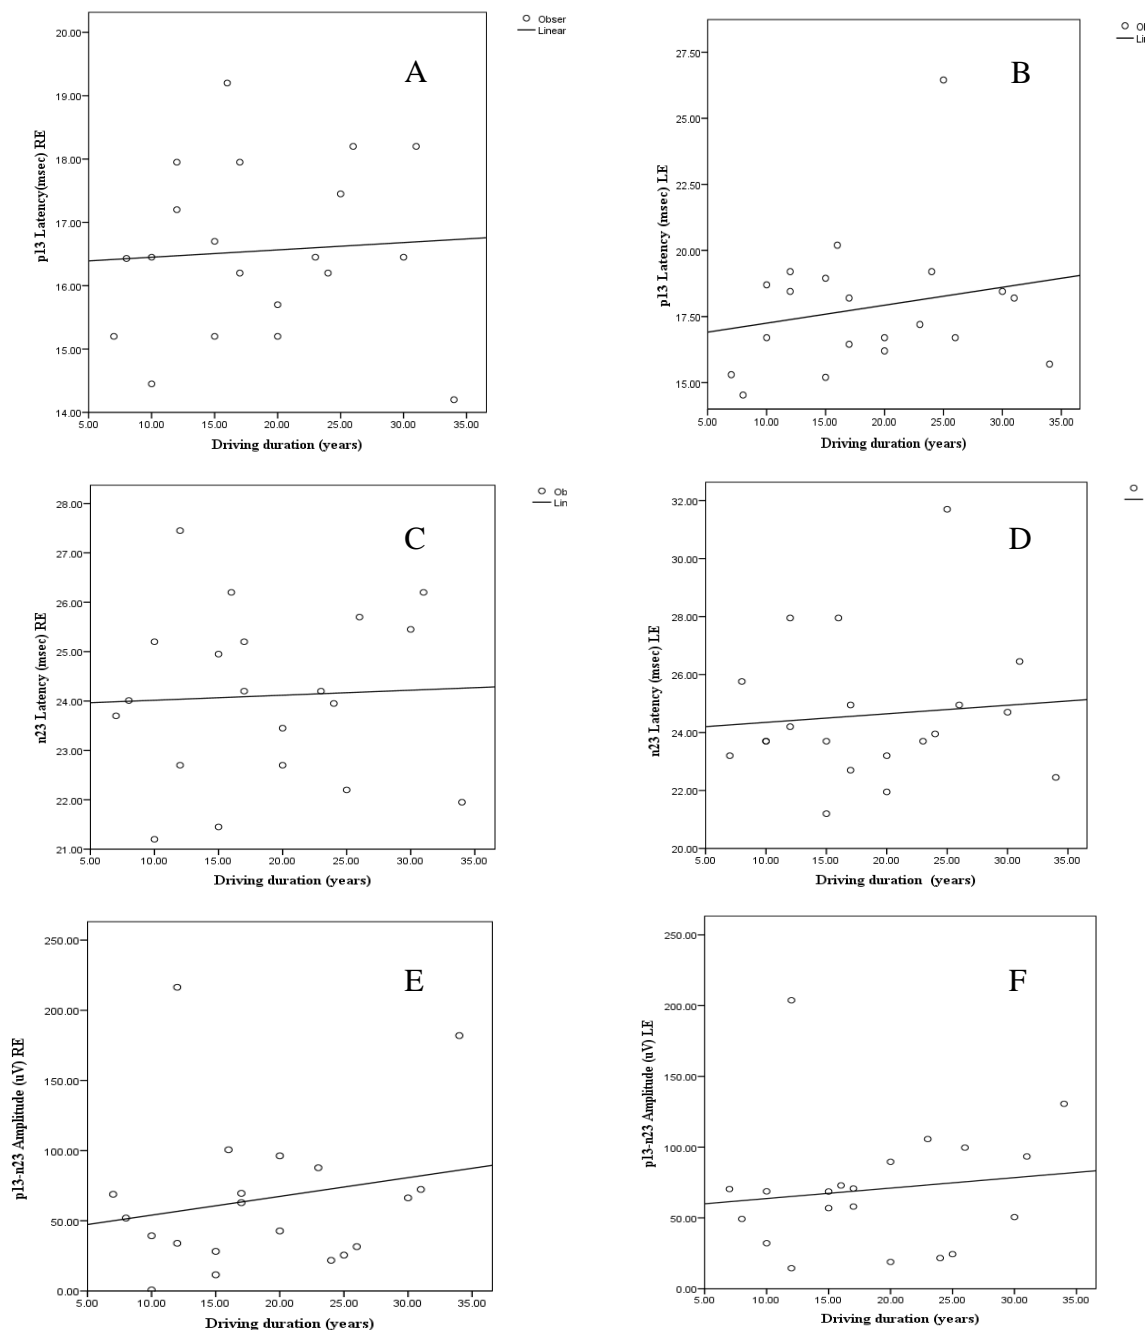 Obser
Linear
A
p13 Latency(msec) RE
20.00
19.00
18.00
17.00
16.00
15.00
14.00
5.00 10.00 15.00 20.00 25.00 30.00 35.00
Driving duration (years)
Ol
Lir
B
p13 Latency (msec) LE
27.50
25.00
22.50
20.00
17.50
15.00
5.00 10.00 15.00 20.00 25.00 30.00 35.00
Driving duration (years)
Ob
Lin
C
n23 Latency (msec) RE
28.00
27.00
26.00
25.00
24.00
23.00
22.00
21.00
5.00 10.00 15.00 20.00 25.00 30.00 35.00
Driving duration (years)
D
n23 Latency (msec) LE
32.00
30.00
28.00
26.00
24.00
22.00
20.00
5.00 10.00 15.00 20.00 25.00 30.00 35.00
Driving duration (years)
E
p13-n23 Amplitude (uV) RE
250.00
200.00
150.00
100.00
50.00
0.00
5.00 10.00 15.00 20.00 25.00 30.00 35.00
Driving duration (years)
F
p13-n23 Amplitude (uV) LE
250.00
200.00
150.00
100.00
50.00
0.00
5.00 10.00 15.00 20.00 25.00 30.00 35.00
Driving duration (years)